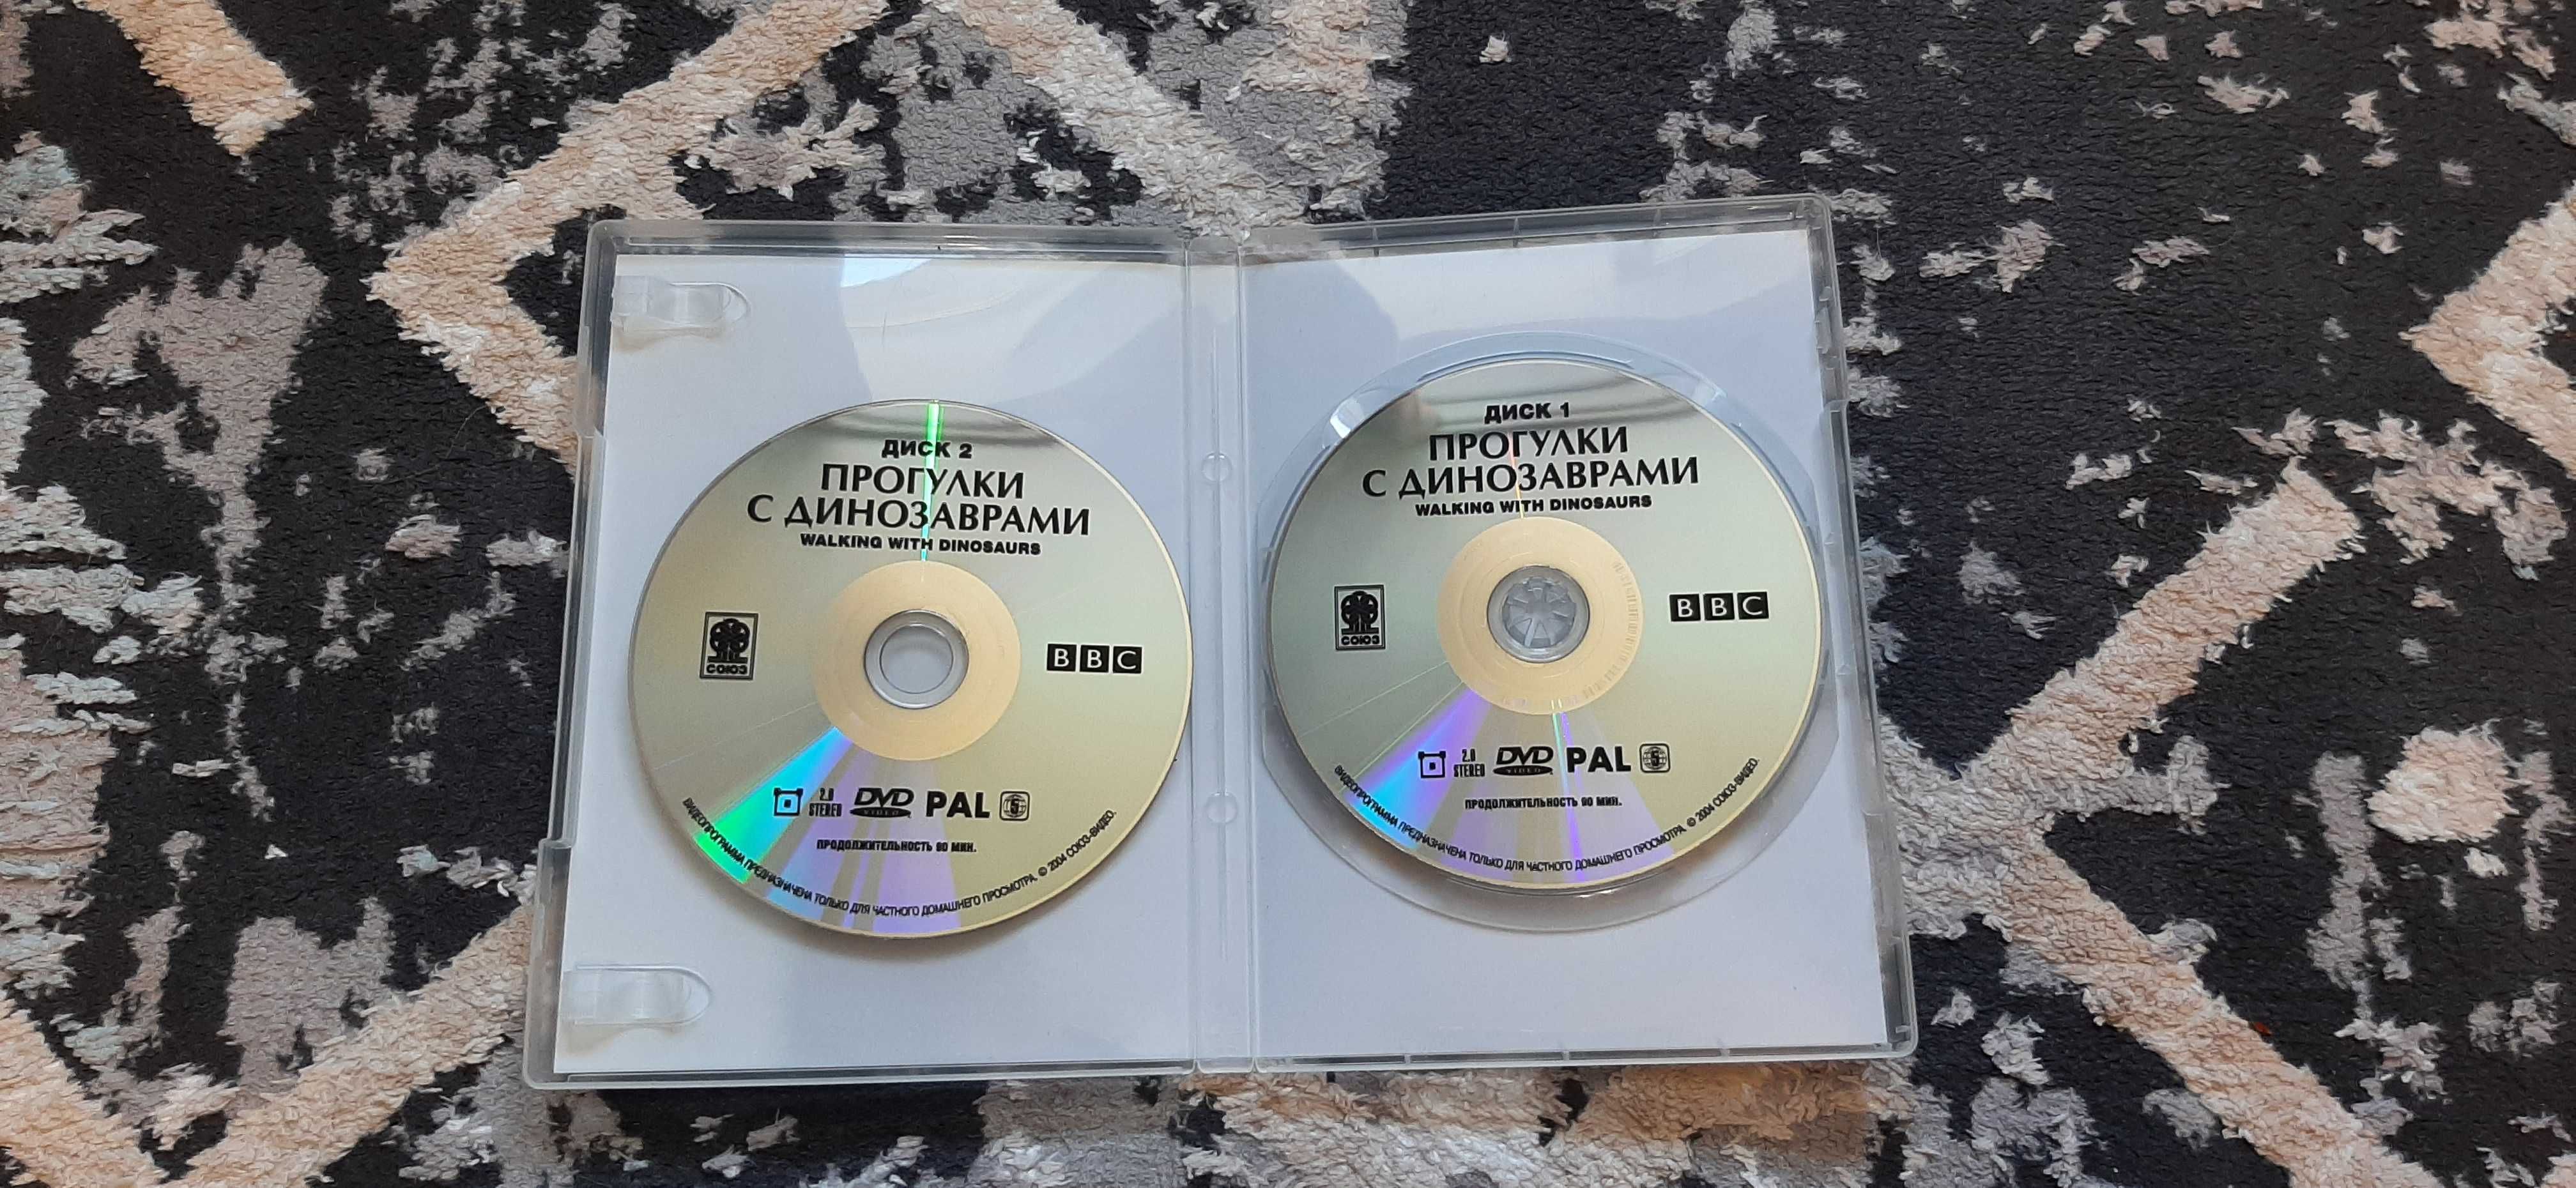 ДИСК 2
ПРОГУЛКИ
С ДИНОЗАВРАМИ
WALKING WITH DINOSAURS
СОЮЗ
BBC
2.0
STEREO
DVD
VIDEO
PAL
5
ПРОДОЛЖИТЕЛЬНОСТЬ 90 МИН.
ВИДЕОПРОГРАММА ПРЕДНАЗНАЧЕНА ТОЛЬКО ДЛЯ ЧАСТНОГО ДОМАШНЕГО ПРОСМОТРА. © 2004 СОЮЗ-ВИДЕО.
ДИСК 1
ПРОГУЛКИ
С ДИНОЗАВРАМИ
WALKING WITH DINOSAURS
СОЮЗ
BBC
2.0
STEREO
DVD
VIDEO
PAL
5
ПРОДОЛЖИТЕЛЬНОСТЬ 90 МИН.
ВИДЕОПРОГРАММА ПРЕДНАЗНАЧЕНА ТОЛЬКО ДЛЯ ЧАСТНОГО ДОМАШНЕГО ПРОСМОТРА. © 2004 СОЮЗ-ВИДЕО.